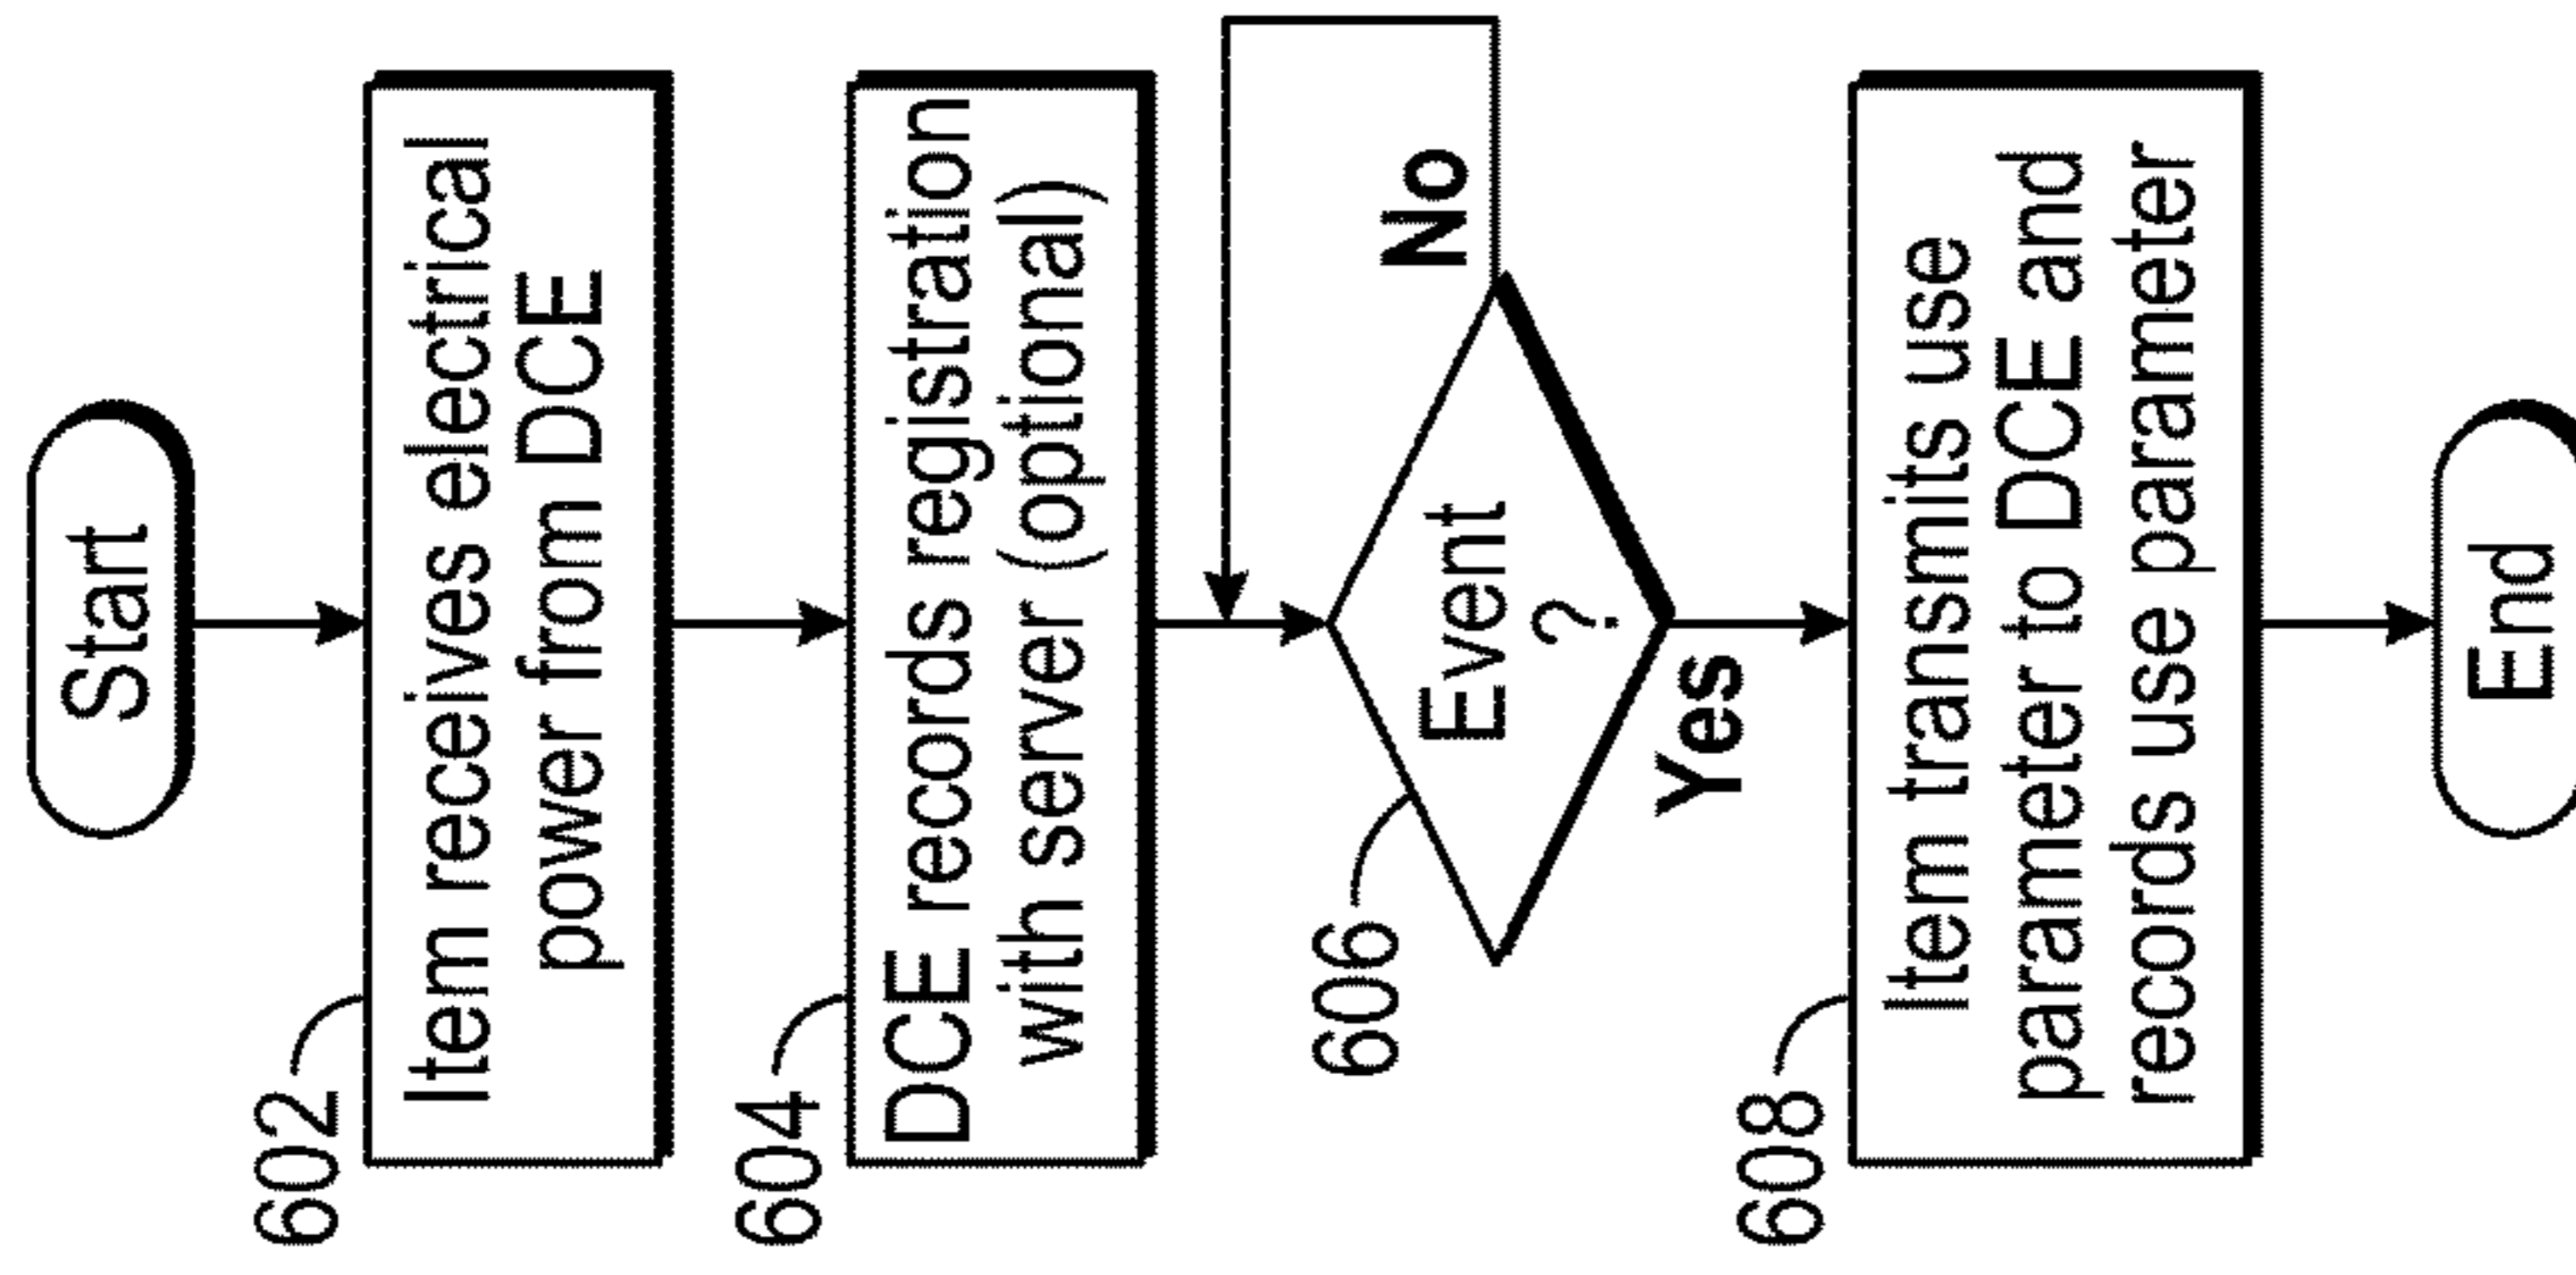 Start
602
Item receives electrical
power from DCE
604
DCE records registration
with server (optional)
606
Event
?
No
Yes
608
Item transmits use
parameter to DCE and
records use parameter
End